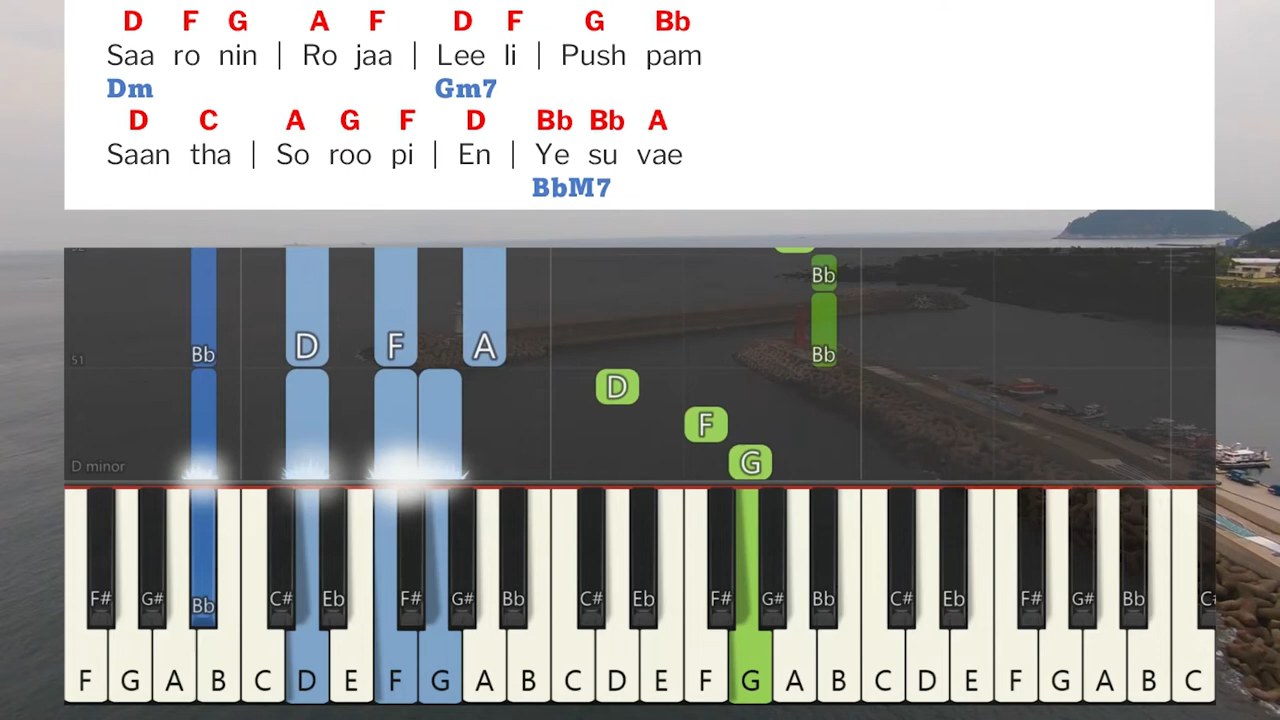 D F G A F D F G Bb
Saa ro nin | Ro jaa | Lee li | Push pam
Dm Gm7
D C A G F D Bb Bb A
Saan tha | So roo pi | En | Ye su vae
BbM7
Bb
Bb D F A Bb
51
D
F
D minor G
F# G# Bb C# Eb F# G# Bb C# Eb F# G# Bb C# Eb F# G# Bb
F G A B C D E F G A B C D E F G A B C D E F G A B C